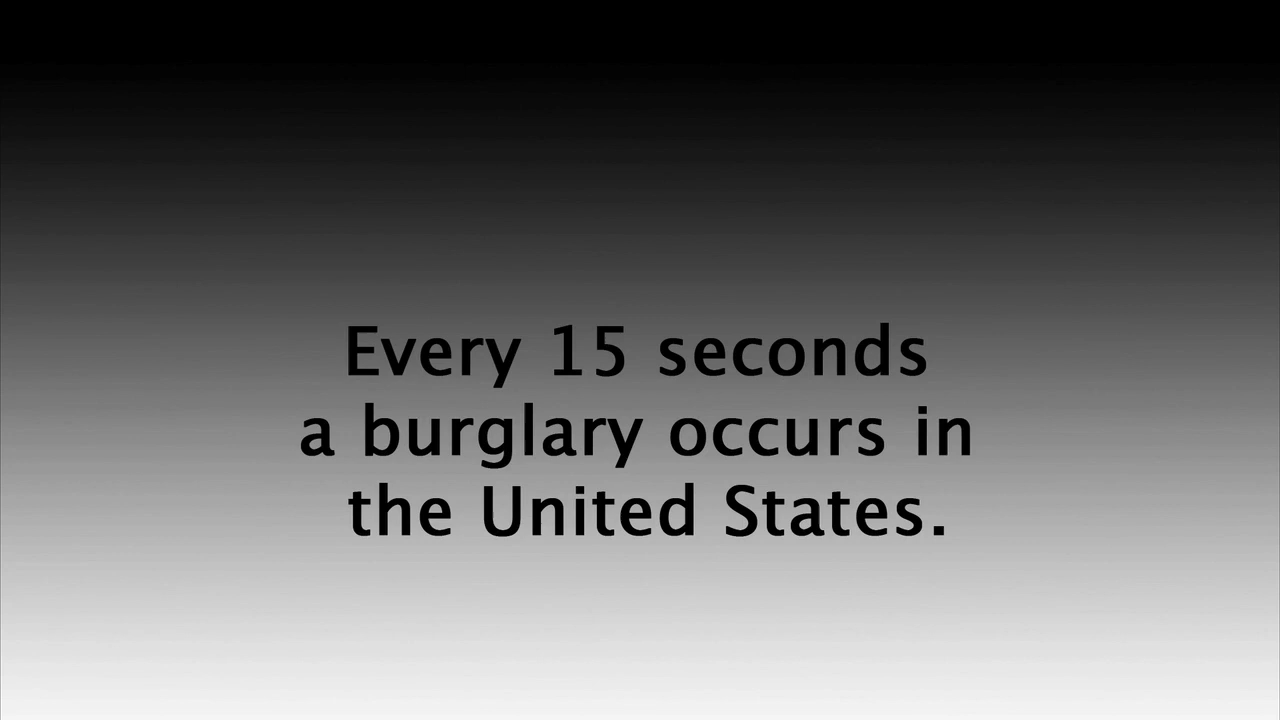 Every 15 seconds
a burglary occurs in
the United States.